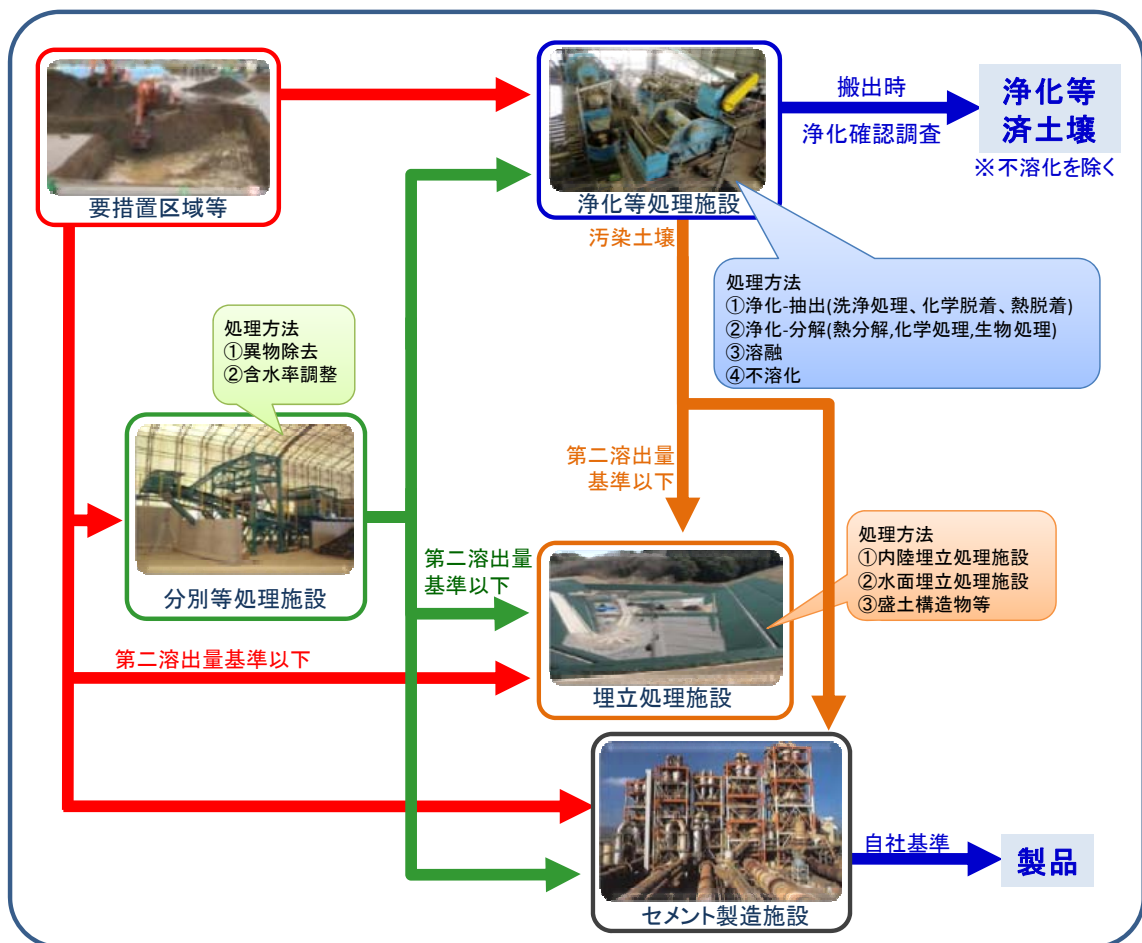 要措置区域等
浄化等処理施設
搬出時
浄化確認調査
浄化等
済土壌
※不溶化を除く
汚染土壌
処理方法
①浄化-抽出(洗浄処理、化学脱着、熱脱着)
②浄化-分解(熱分解,化学処理,生物処理)
③溶融
④不溶化
処理方法
①異物除去
②含水率調整
分別等処理施設
第二溶出量
基準以下
第二溶出量
基準以下
処理方法
①内陸埋立処理施設
②水面埋立処理施設
③盛土構造物等
第二溶出量基準以下
埋立処理施設
セメント製造施設
自社基準
製品